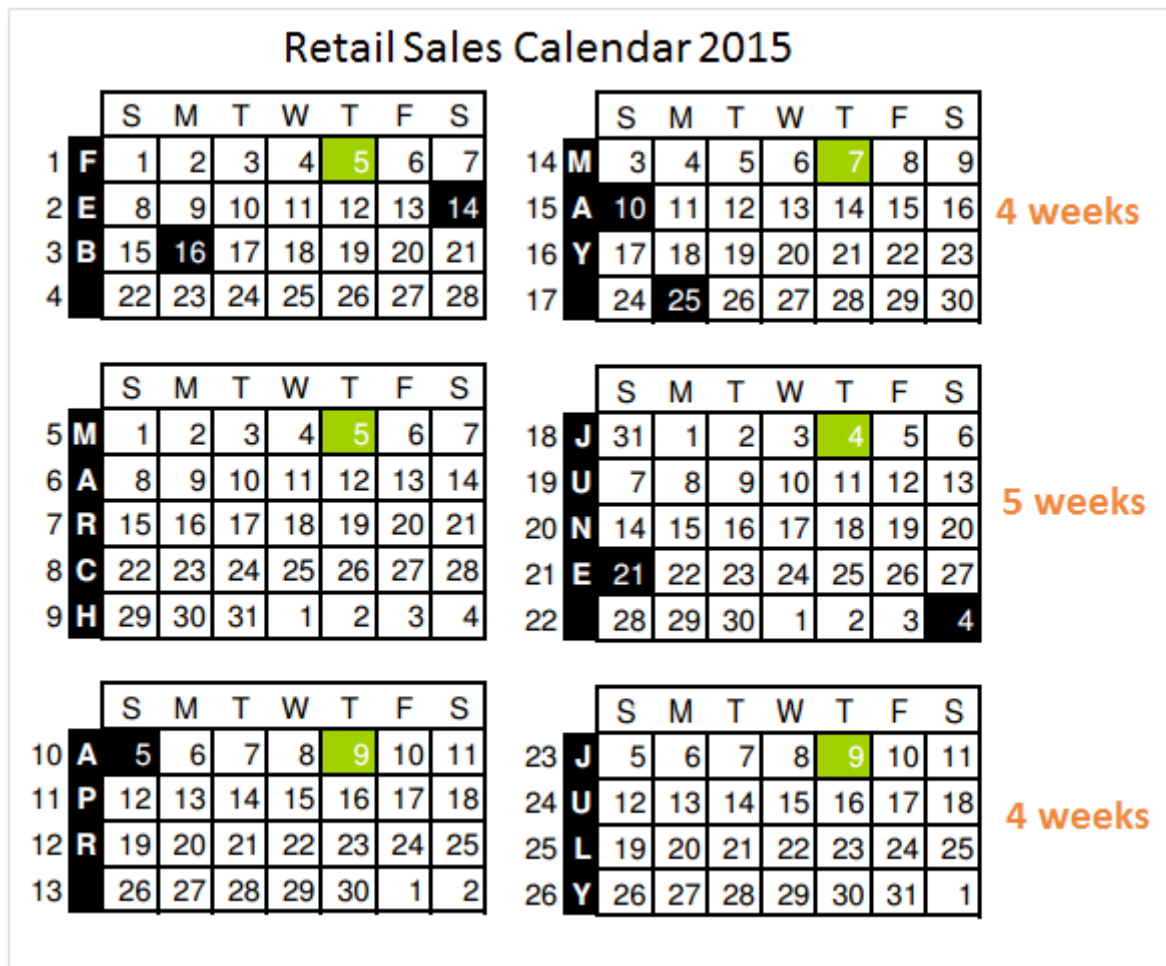 Retail Sales Calendar 2015
S M T W T F S
1 F 1 2 3 4 5 6 7
2 E 8 9 10 11 12 13 14
3 B 15 16 17 18 19 20 21
4 22 23 24 25 26 27 28
S M T W T F S
14 M 3 4 5 6 7 8 9
15 A 10 11 12 13 14 15 16
16 Y 17 18 19 20 21 22 23
17 24 25 26 27 28 29 30
4 weeks
S M T W T F S
5 M 1 2 3 4 5 6 7
6 A 8 9 10 11 12 13 14
7 R 15 16 17 18 19 20 21
8 C 22 23 24 25 26 27 28
9 H 29 30 31 1 2 3 4
S M T W T F S
18 J 31 1 2 3 4 5 6
19 U 7 8 9 10 11 12 13
20 N 14 15 16 17 18 19 20
21 E 21 22 23 24 25 26 27
22 28 29 30 1 2 3 4
5 weeks
S M T W T F S
10 A 5 6 7 8 9 10 11
11 P 12 13 14 15 16 17 18
12 R 19 20 21 22 23 24 25
13 26 27 28 29 30 1 2
S M T W T F S
23 J 5 6 7 8 9 10 11
24 U 12 13 14 15 16 17 18
25 L 19 20 21 22 23 24 25
26 Y 26 27 28 29 30 31 1
4 weeks